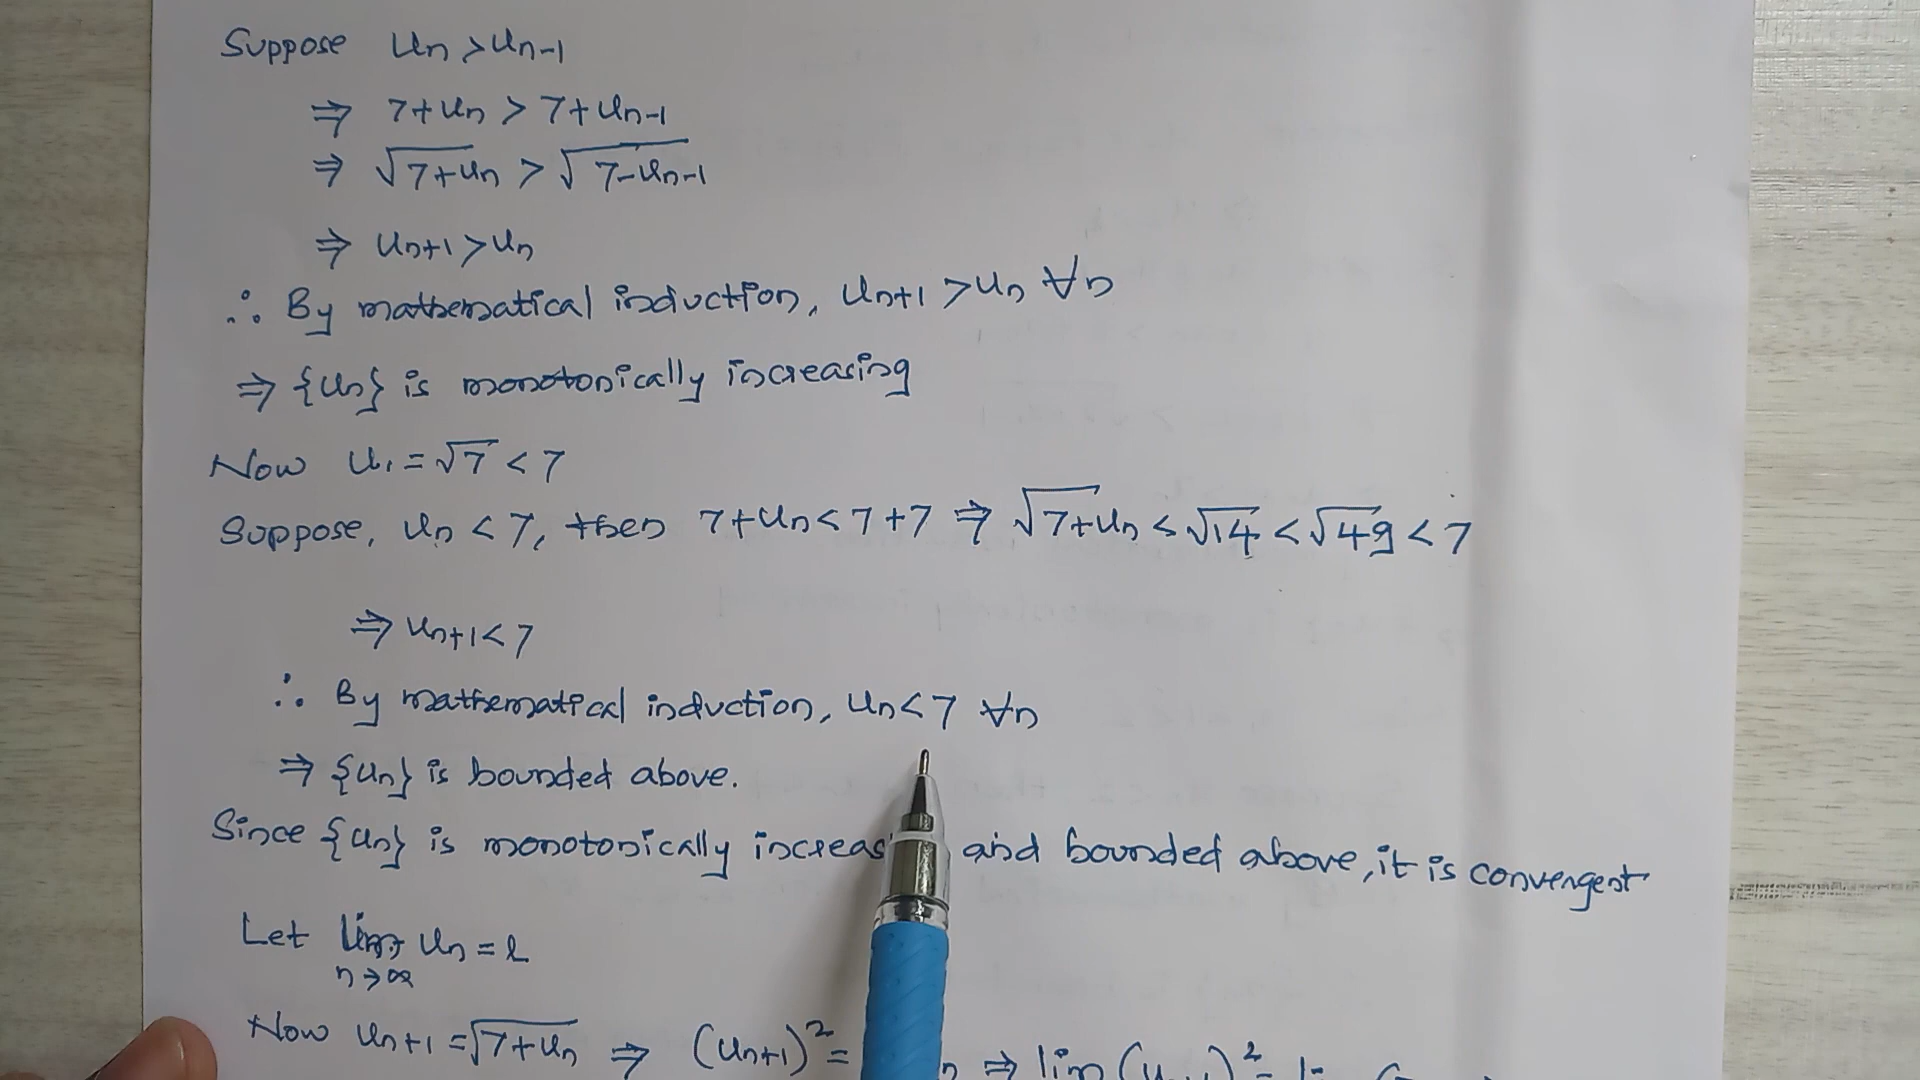 Suppose Un > Un-1
⇒ 7+Un > 7+Un-1
⇒ √7+Un > √7-Un-1
⇒ Un+1 > Un
∴ By mathematical induction, Un+1 > Un ∀n
⇒ {Un} is monotonically increasing
Now U1 = √7 < 7
Suppose, Un < 7, then 7+Un < 7+7 ⇒ √7+Un < √14 < √49 < 7
⇒ Un+1 < 7
∴ By mathematical induction, Un < 7 ∀n
⇒ {Un} is bounded above.
Since {Un} is monotonically increas and bounded above, it is convergent
Let lim n→∞ Un = l
Now Un+1 = √7+Un ⇒ (Un+1)² = n ⇒ lim (U +1)² =